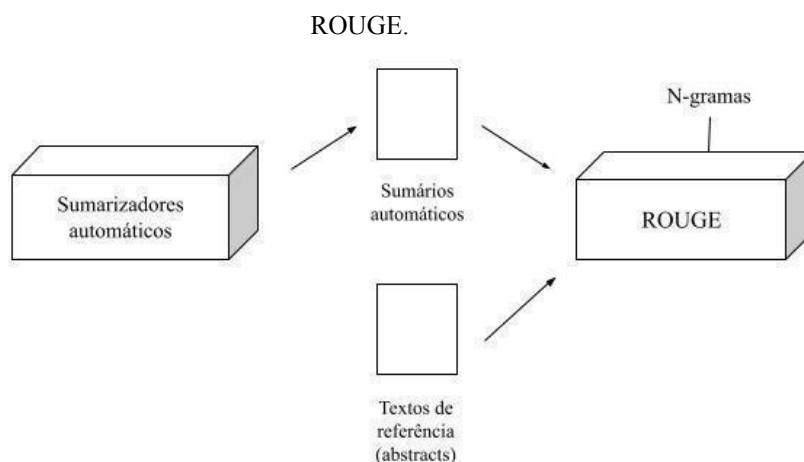 ROUGE.
N-gramas
Sumarizadores
automáticos
Sumários
automáticos
ROUGE
Textos de
referência
(abstracts)